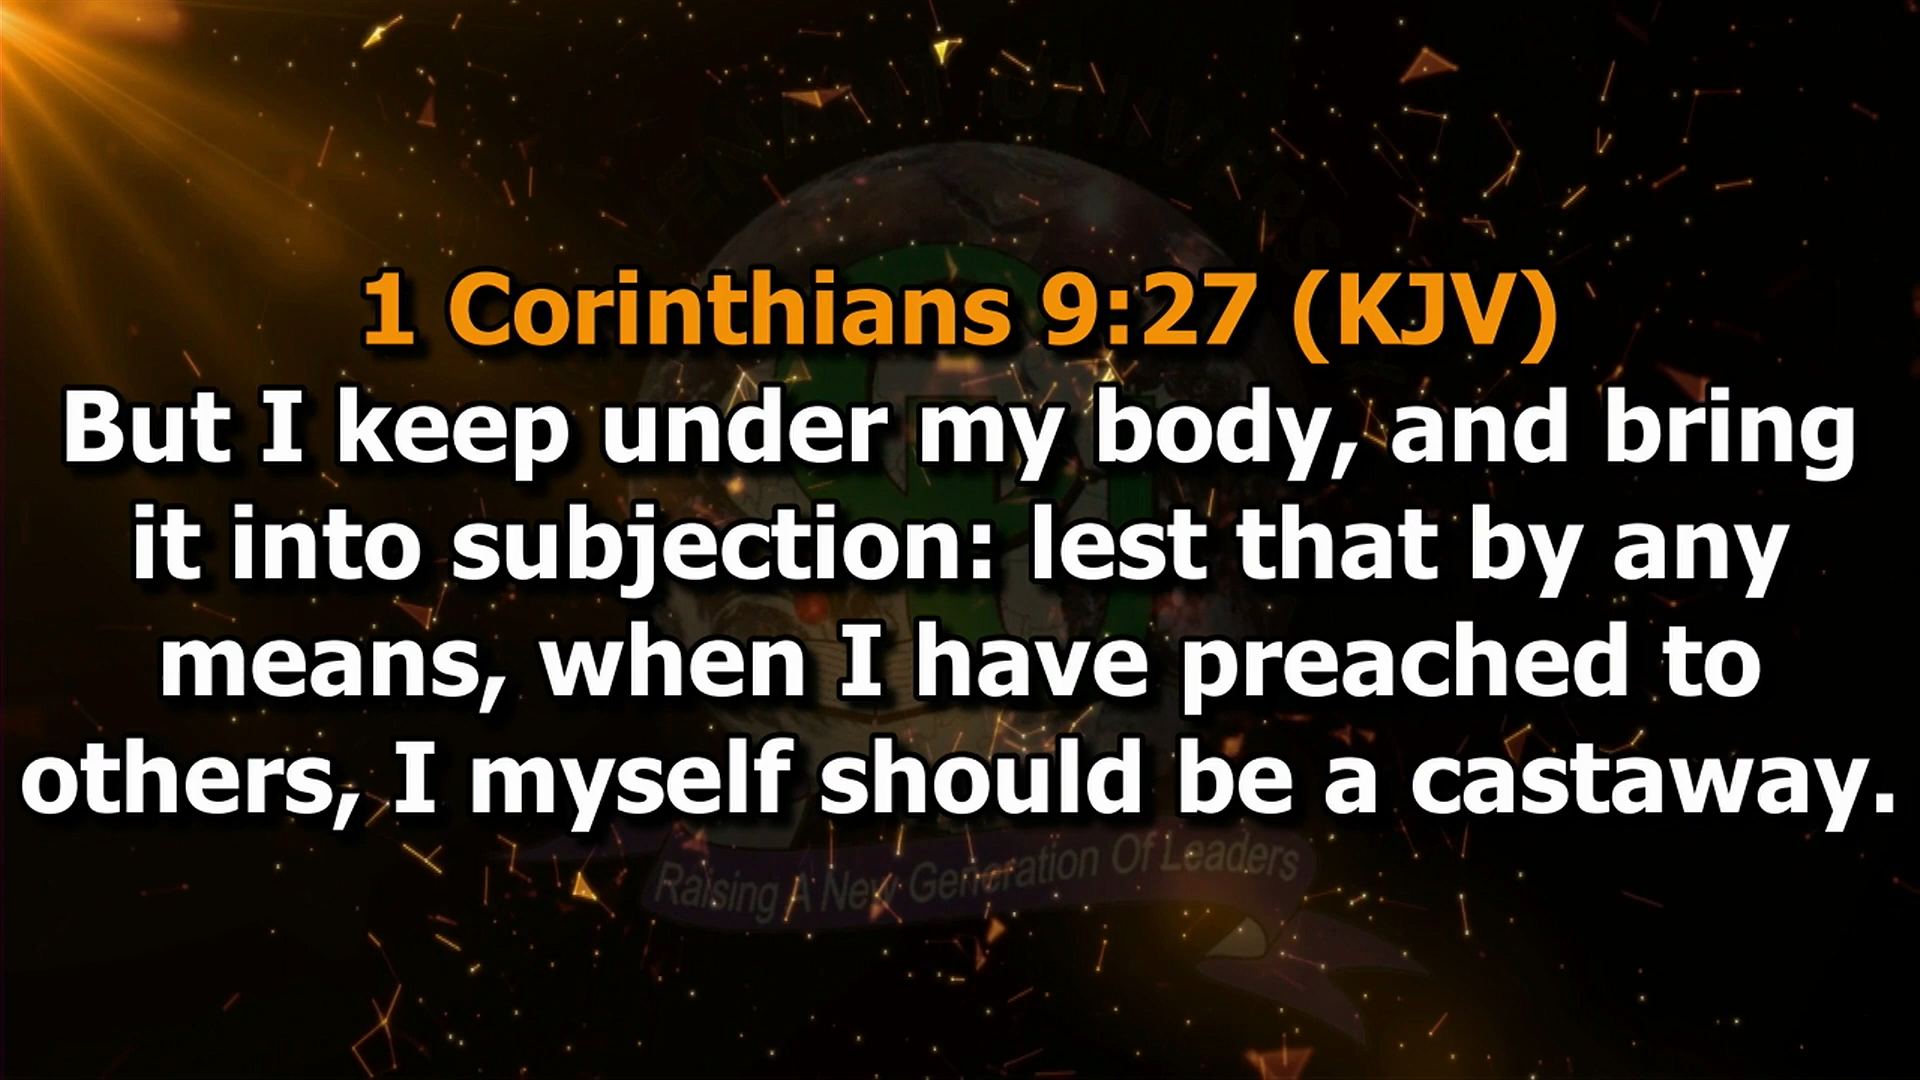 1 Corinthians 9:27 (KJV)
But I keep under my body, and bring
it into subjection: lest that by any
means, when I have preached to
others, I myself should be a castaway.
Raising A New Generation Of Leaders